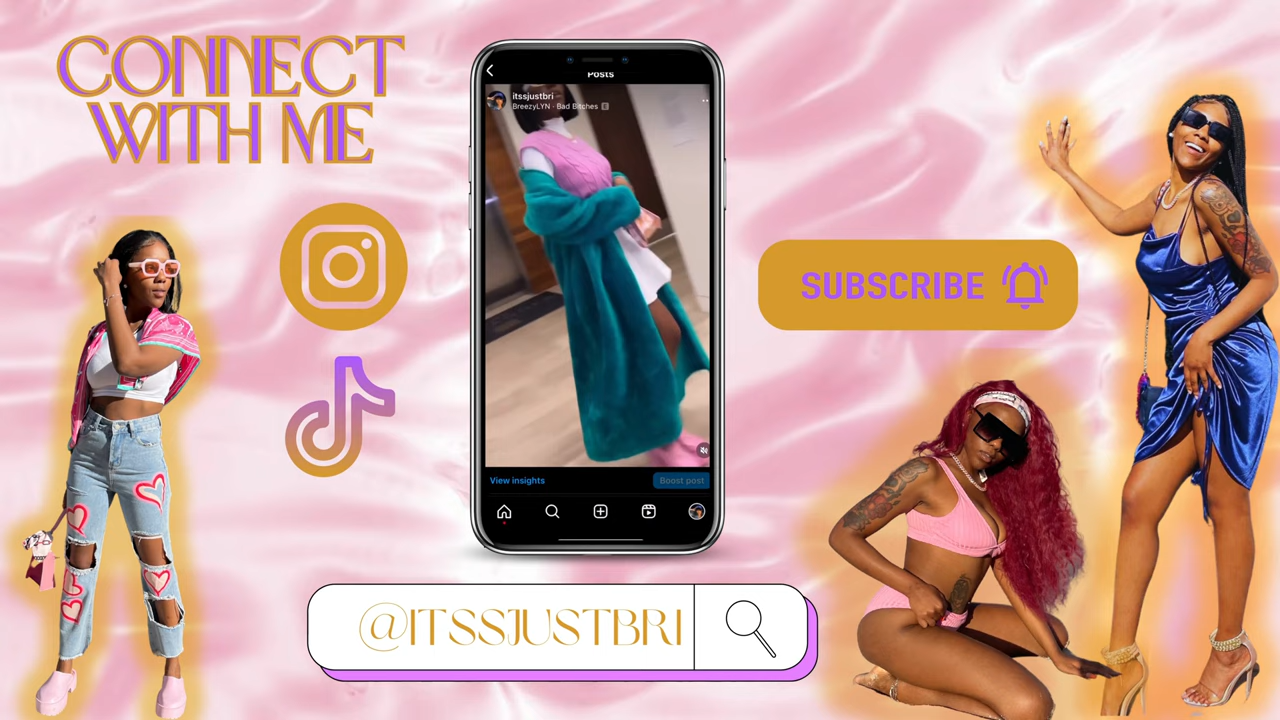 CONNECT
WITH ME
Posts
itssjustbri
BreezyLYN · Bad Bitches E
View insights
Boost post
SUBSCRIBE
@ITSSJUSTBRI